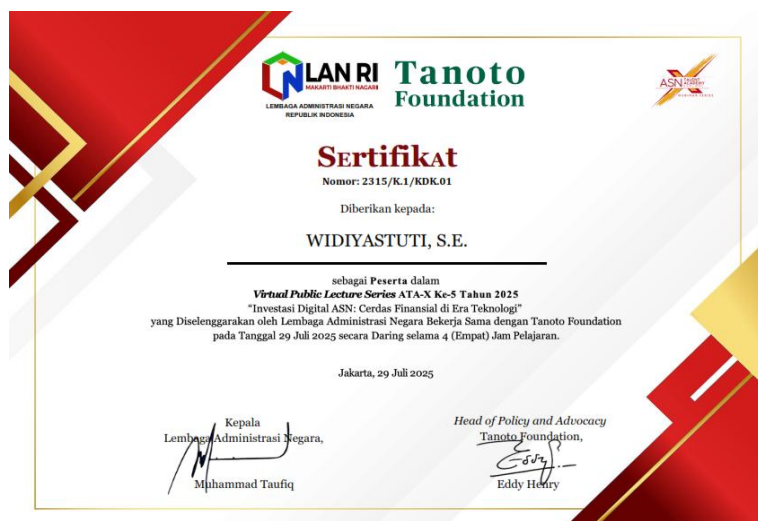 LAN RI
MAKARTI BHAKTI NAGARI
LEMBAGA ADMINISTRASI NEGARA
REPUBLIK INDONESIA
Tanoto
Foundation
ASN TALENT ACADEMY X
WEBINAR SERIES
SErtifikAt
Nomor: 2315/K.1/KDK.01
Diberikan kepada:
WIDIYASTUTI, S.E.
sebagai Peserta dalam
Virtual Public Lecture Series ATA-X Ke-5 Tahun 2025
“Investasi Digital ASN: Cerdas Finansial di Era Teknologi”
yang Diselenggarakan oleh Lembaga Administrasi Negara Bekerja Sama dengan Tanoto Foundation
pada Tanggal 29 Juli 2025 secara Daring selama 4 (Empat) Jam Pelajaran.
Jakarta, 29 Juli 2025
Kepala
Lembaga Administrasi Negara,
Muhammad Taufiq
Head of Policy and Advocacy
Tanoto Foundation,
Eddy Henry